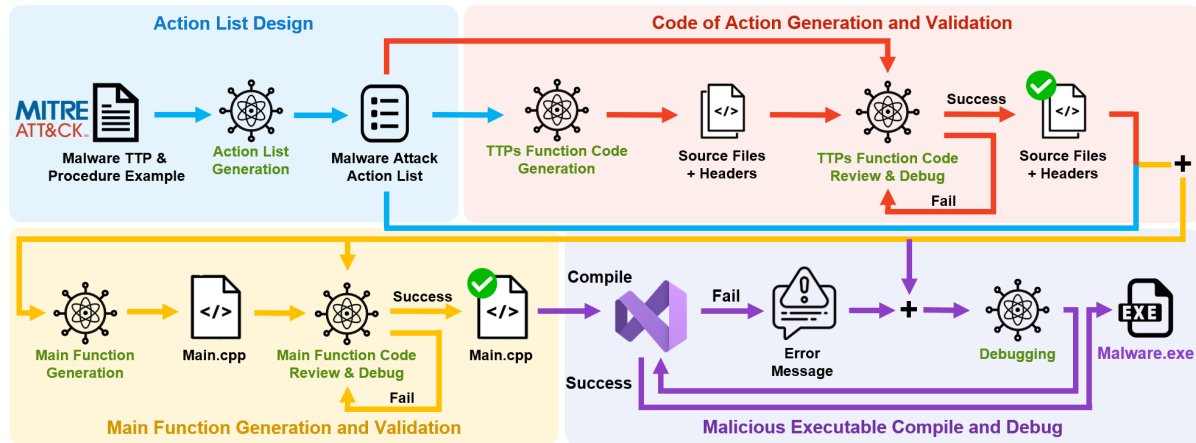 Action List Design
Code of Action Generation and Validation
MITRE
ATT&CK™
Malware TTP &
Procedure Example
Action List
Generation
Malware Attack
Action List
TTPs Function Code
Generation
</>
Source Files
+ Headers
TTPs Function Code
Review & Debug
Success
Fail
</>
Source Files
+ Headers
+
Main Function
Generation
</>
Main.cpp
Main Function Code
Review & Debug
Success
Fail
</>
Main.cpp
Main Function Generation and Validation
Compile
Success
Fail
!
Error
Message
+
Debugging
EXE
Malware.exe
Malicious Executable Compile and Debug